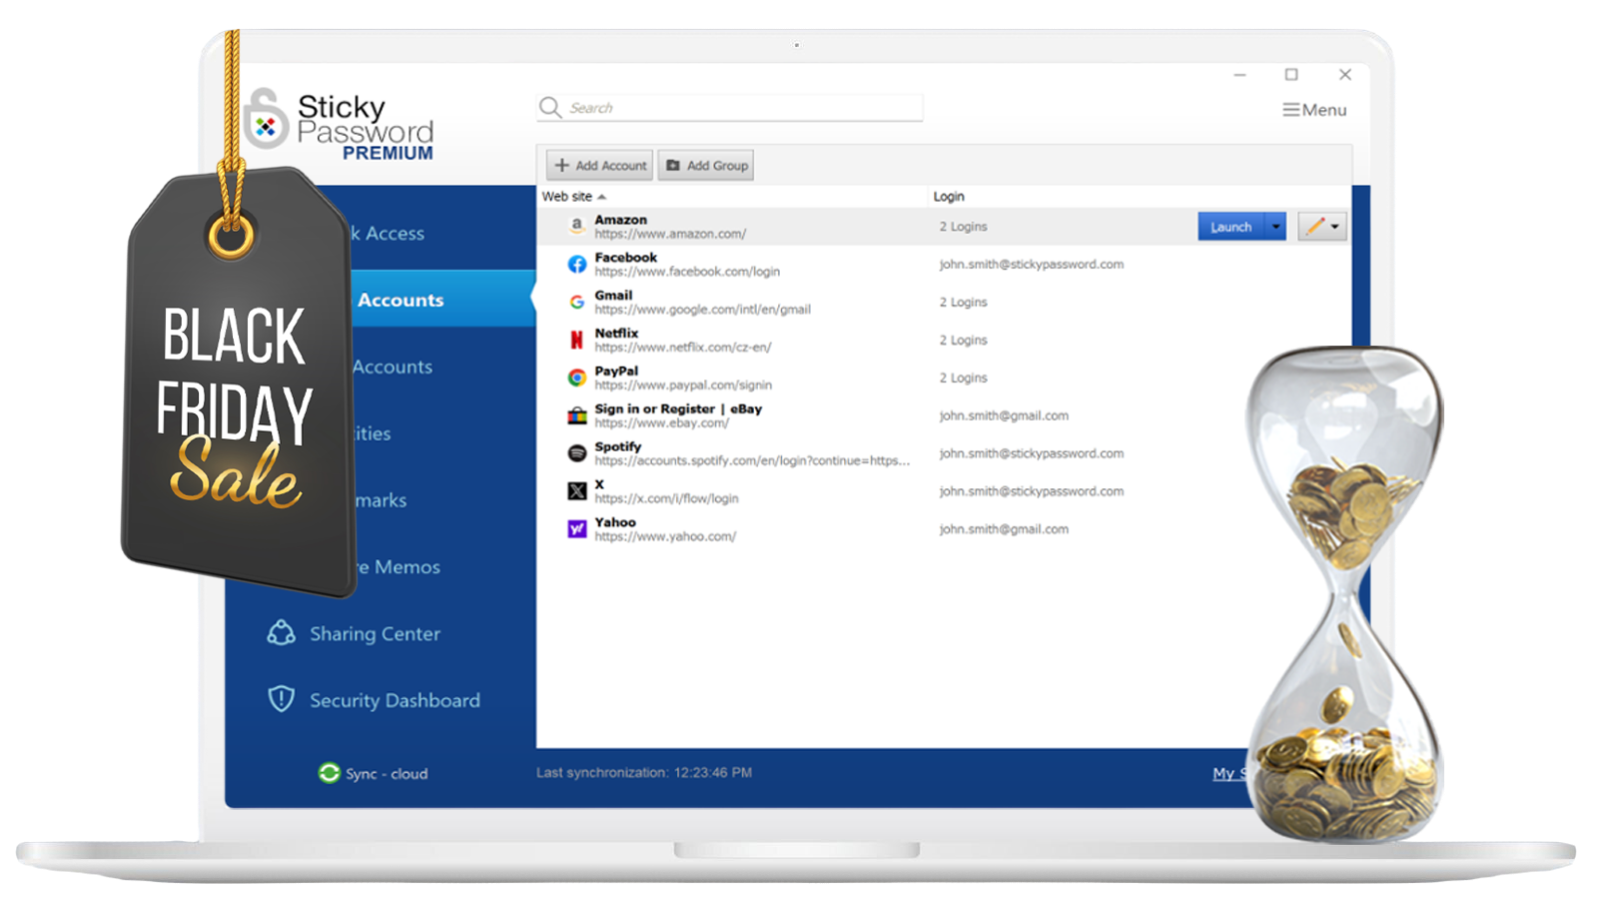 Sticky
Password
PREMIUM
Search
Menu
Add Account
Add Group
Web site
Login
Amazon
https://www.amazon.com/
2 Logins
Launch
Facebook
https://www.facebook.com/login
john.smith@stickypassword.com
Gmail
https://www.google.com/intl/en/gmail
2 Logins
Netflix
https://www.netflix.com/cz-en/
2 Logins
PayPal
https://www.paypal.com/signin
2 Logins
Sign in or Register | eBay
https://www.ebay.com/
john.smith@gmail.com
Spotify
https://accounts.spotify.com/en/login?continue=https...
john.smith@stickypassword.com
X
https://x.com/i/flow/login
john.smith@stickypassword.com
Yahoo
https://www.yahoo.com/
john.smith@gmail.com
k Access
Accounts
Accounts
tities
marks
re Memos
Sharing Center
Security Dashboard
Sync - cloud
Last synchronization: 12:23:46 PM
My S
BLACK
FRIDAY
Sale